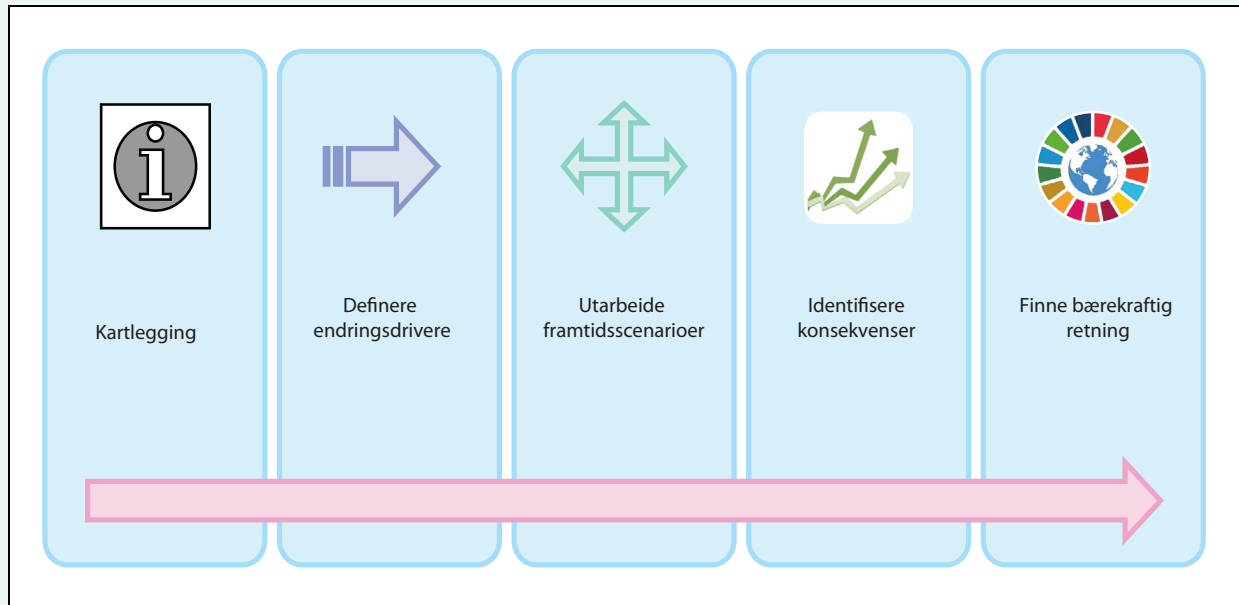 Kartlegging
Definere
endringsdrivere
Utarbeide
framtidsscenarioer
Identifisere
konsekvenser
Finne bærekraftig
retning